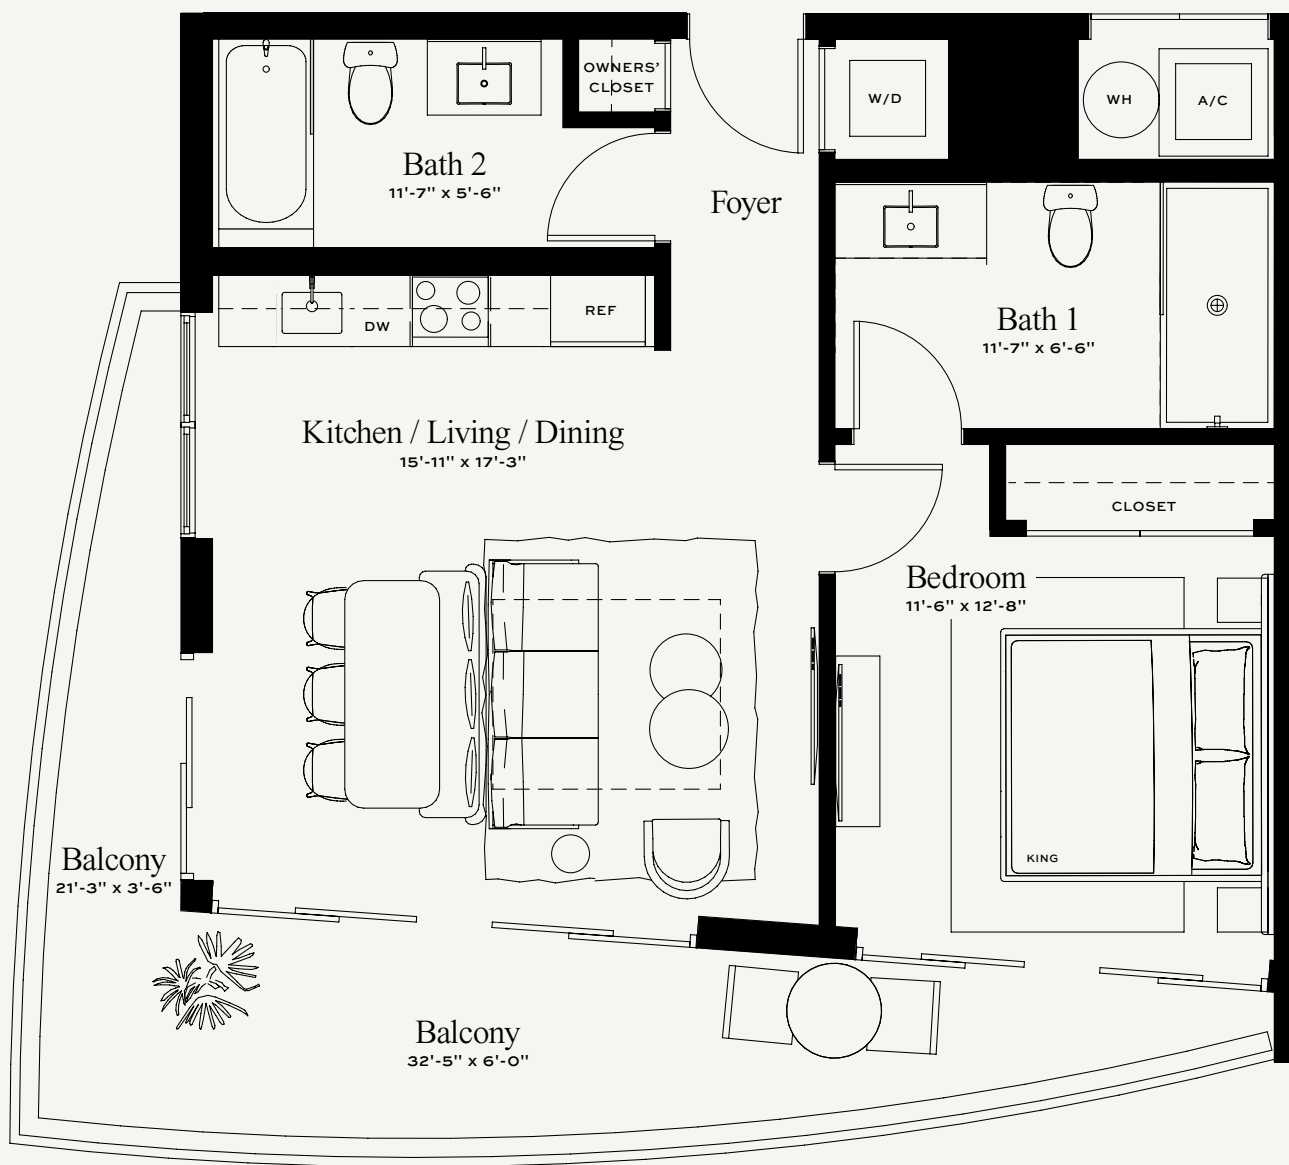 OWNERS'
CLOSET
W/D
WH
A/C
Bath 2
11'-7" x 5'-6"
Foyer
DW
REF
Bath 1
11'-7" x 6'-6"
Kitchen / Living / Dining
15'-11" x 17'-3"
CLOSET
Bedroom
11'-6" x 12'-8"
KING
Balcony
21'-3" x 3'-6"
Balcony
32'-5" x 6'-0"